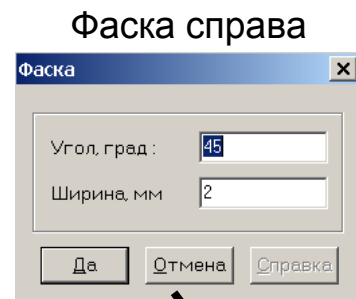 Фаска справа
Фаска
Угол, град :
45
Ширина, мм
2
Да
Отмена
Справка